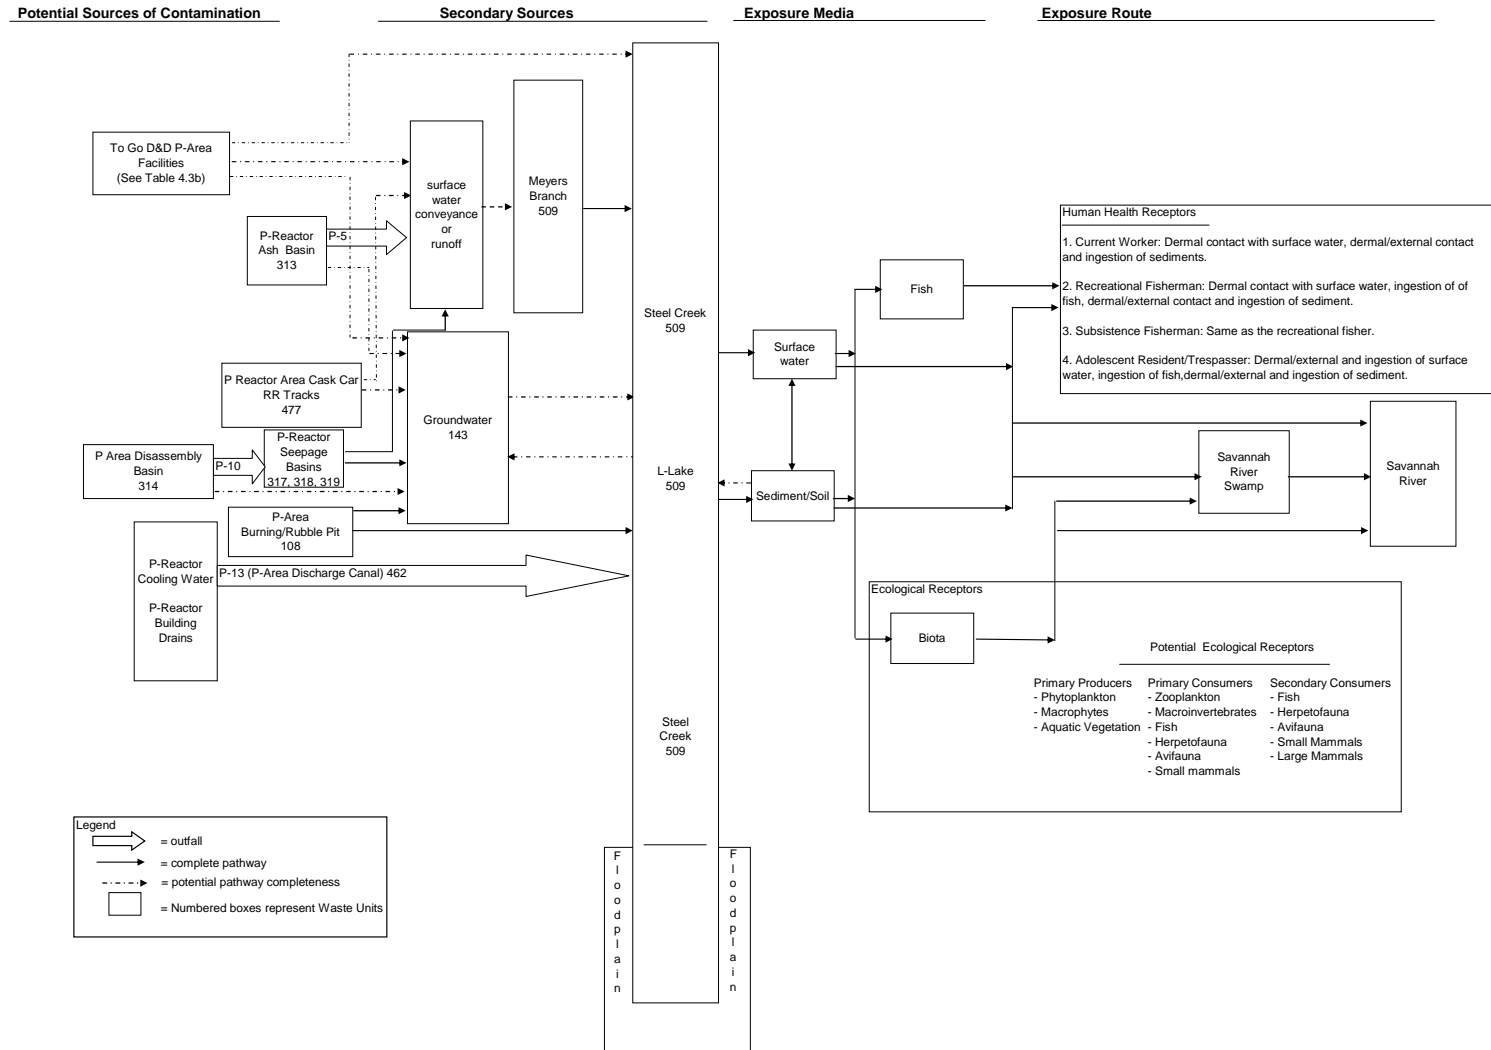 Potential Sources of Contamination
Secondary Sources
Exposure Media
Exposure Route
To Go D&D P-Area
Facilities
(See Table 4.3b)
P-Reactor
Ash Basin
313
P-5
surface
water
conveyance
or
runoff
Meyers
Branch
509
P Reactor Area Cask Car
RR Tracks
477
P Area Disassembly
Basin
314
P-10
P-Reactor
Seepage
Basins
317, 318, 319
Groundwater
143
P-Area
Burning/Rubble Pit
108
P-Reactor
Cooling Water
P-Reactor
Building
Drains
P-13 (P-Area Discharge Canal) 462
Steel Creek
509
L-Lake
509
Steel
Creek
509
Floodplain
Floodplain
Surface
water
Sediment/Soil
Fish
Human Health Receptors
1. Current Worker: Dermal contact with surface water, dermal/external contact
and ingestion of sediments.
2. Recreational Fisherman: Dermal contact with surface water, ingestion of of
fish, dermal/external contact and ingestion of sediment.
3. Subsistence Fisherman: Same as the recreational fisher.
4. Adolescent Resident/Trespasser: Dermal/external and ingestion of surface
water, ingestion of fish,dermal/external and ingestion of sediment.
Savannah
River
Swamp
Savannah
River
Ecological Receptors
Biota
Potential Ecological Receptors
Primary Producers
- Phytoplankton
- Macrophytes
- Aquatic Vegetation
Primary Consumers
- Zooplankton
- Macroinvertebrates
- Fish
- Herpetofauna
- Avifauna
- Small mammals
Secondary Consumers
- Fish
- Herpetofauna
- Avifauna
- Small Mammals
- Large Mammals
Legend
= outfall
= complete pathway
= potential pathway completeness
= Numbered boxes represent Waste Units